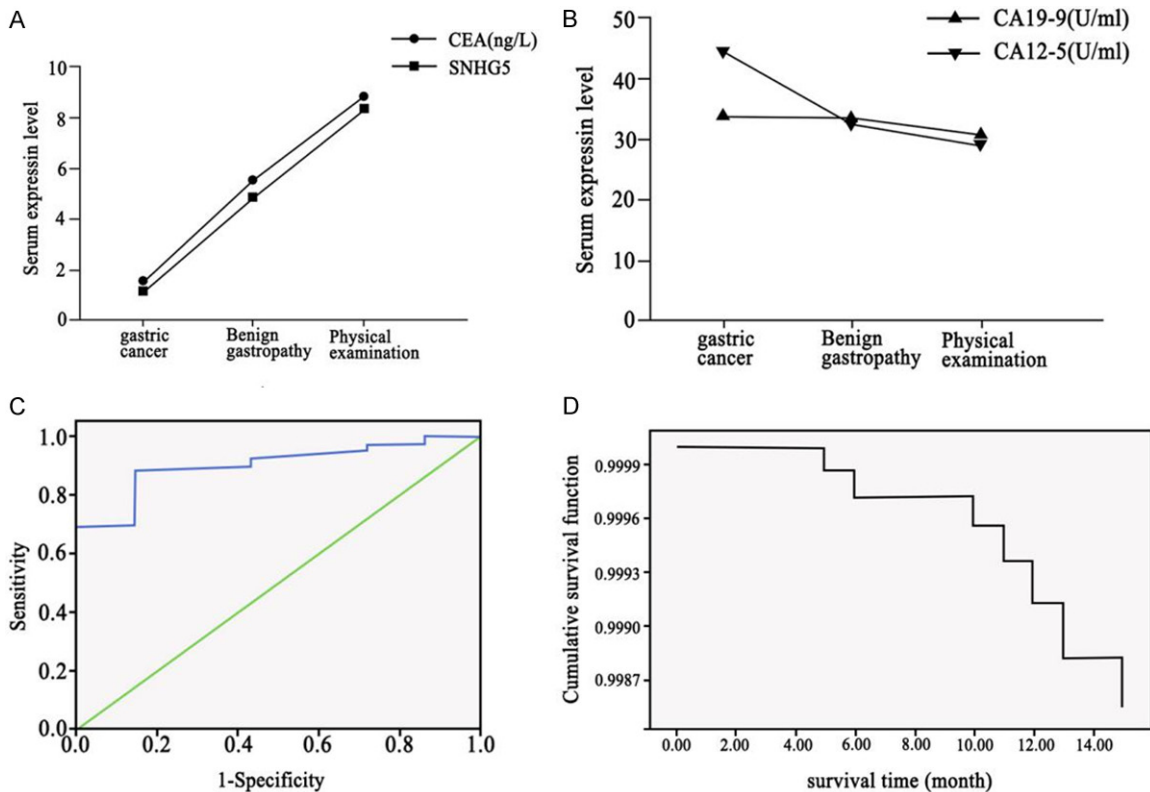 A
CEA(ng/L)
SNHG5
Serum expressin level
10
8
6
4
2
0
gastric
cancer
Benign
gastropathy
Physical
examination
B
CA19-9(U/ml)
CA12-5(U/ml)
Serum expressin level
50
40
30
20
10
0
gastric
cancer
Benign
gastropathy
Physical
examination
C
Sensitivity
1.0
0.8
0.6
0.4
0.2
0.0
0.0 0.2 0.4 0.6 0.8 1.0
1-Specificity
D
Cumulative survival function
0.9999
0.9996
0.9993
0.9990
0.9987
0.00 2.00 4.00 6.00 8.00 10.00 12.00 14.00
survival time (month)